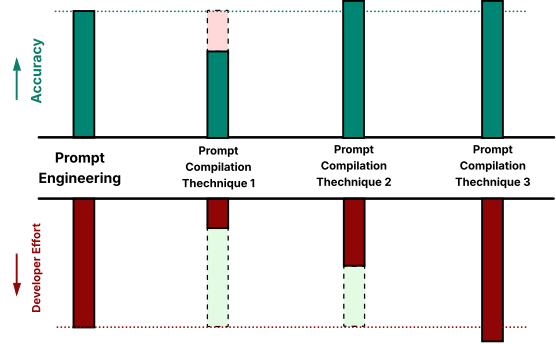 Accuracy
Prompt
Engineering
Prompt
Compilation
Thechnique 1
Prompt
Compilation
Thechnique 2
Prompt
Compilation
Thechnique 3
Developer Effort